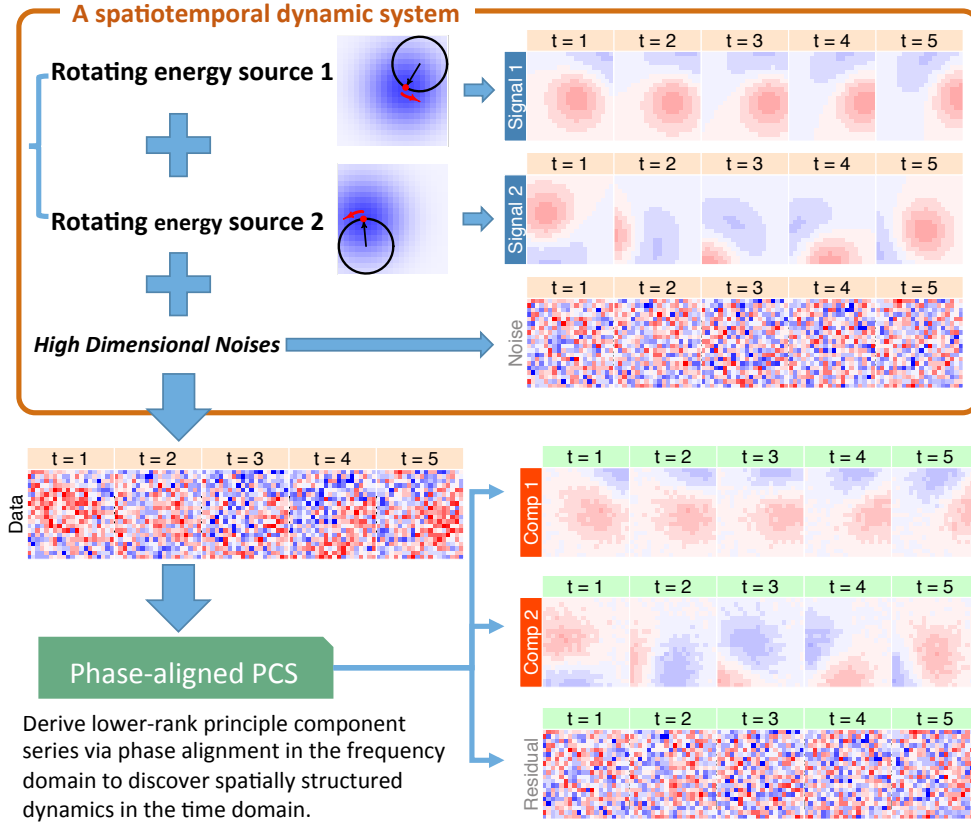 A spatiotemporal dynamic system
Rotating energy source 1
t = 1 t = 2 t = 3 t = 4 t = 5
Signal 1
Rotating energy source 2
t = 1 t = 2 t = 3 t = 4 t = 5
Signal 2
High Dimensional Noises
t = 1 t = 2 t = 3 t = 4 t = 5
Noise
t = 1 t = 2 t = 3 t = 4 t = 5
Data
t = 1 t = 2 t = 3 t = 4 t = 5
Comp 1
t = 1 t = 2 t = 3 t = 4 t = 5
Comp 2
Phase-aligned PCS
Derive lower-rank principle component
series via phase alignment in the frequency
domain to discover spatially structured
dynamics in the time domain.
t = 1 t = 2 t = 3 t = 4 t = 5
Residual